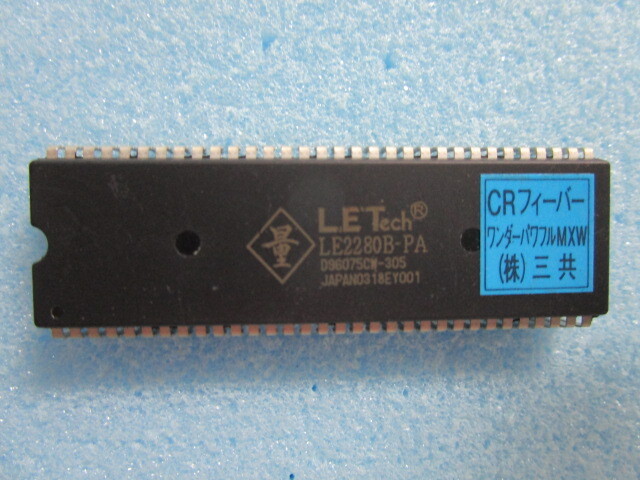 量
L.E.Tech®
LE2280B-PA
D96075CW-305
JAPAN0318EY001
CRフィーバー
ワンダーパワフルMXW
(株)三共